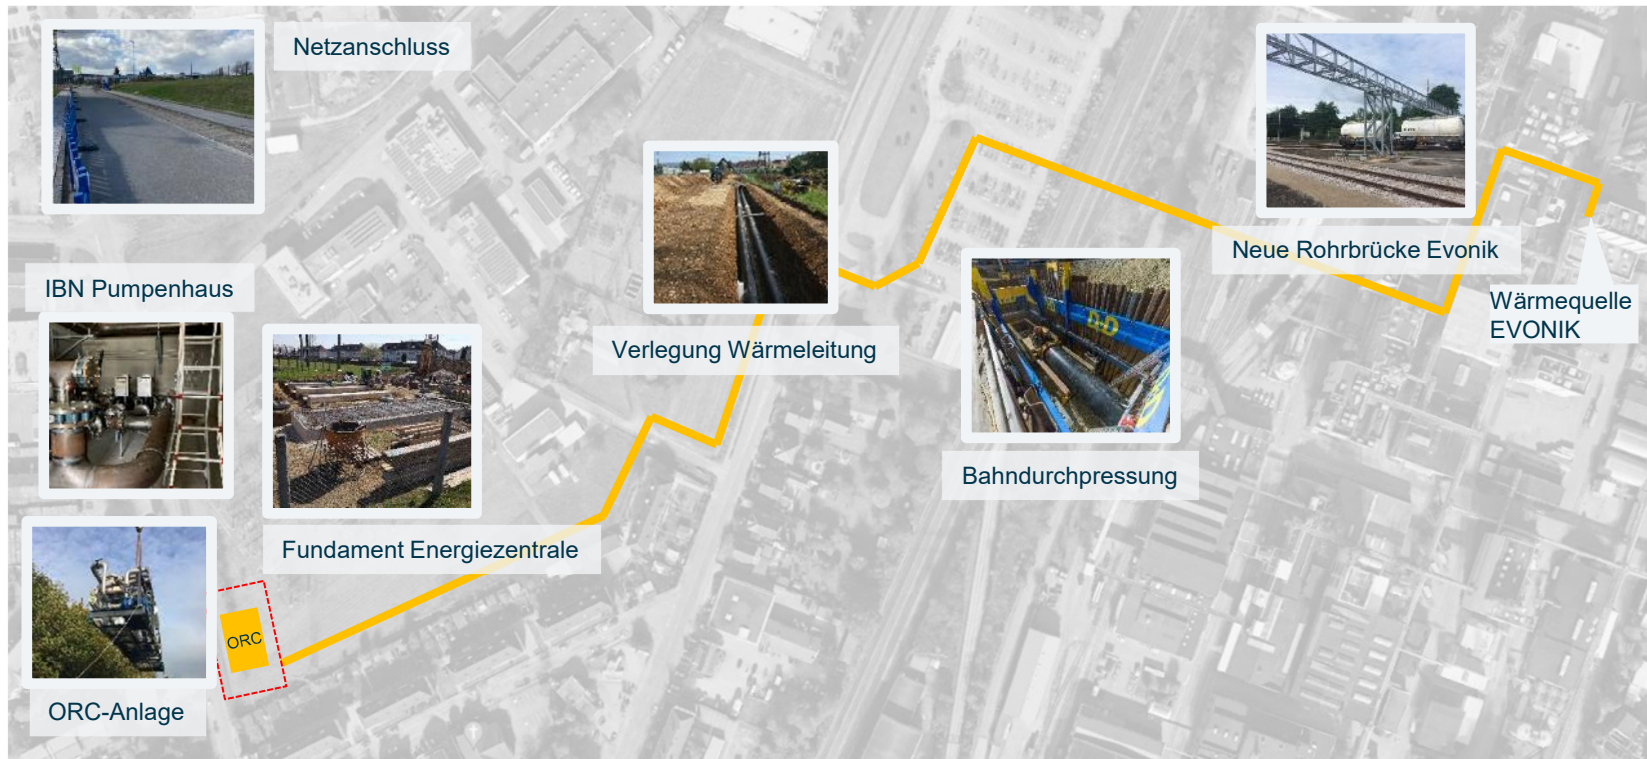 Netzanschluss
Neue Rohrbrücke Evonik
IBN Pumpenhaus
Wärmequelle
EVONIK
Verlegung Wärmeleitung
Bahndurchpressung
Fundament Energiezentrale
ORC
ORC-Anlage